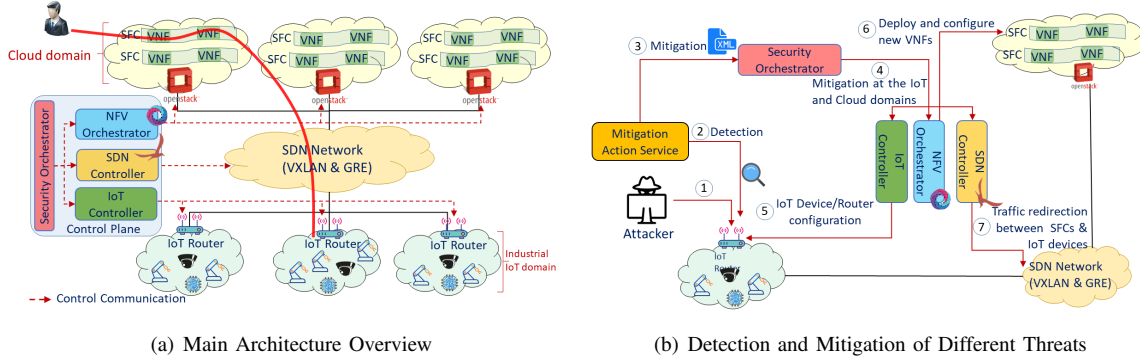 SFC VNF VNF
VNF VNF
VNF VNF
SFC VNF VNF
VNF VNF
VNF VNF
Cloud domain
openstack
openstack
openstack
Security Orchestrator
NFV
Orchestrator
SDN
Controller
IoT
Controller
Control Plane
SDN Network
(VXLAN & GRE)
IoT Router
IoT Router
IoT Router
Industrial
IoT domain
Control Communication
(a) Main Architecture Overview
3 Mitigation
XML
Security
Orchestrator
6 Deploy and configure
new VNFs
SFC VNF VNF
SFC VNF VNF
openstack
4
Mitigation at the IoT
and Cloud domains
Mitigation
Action Service
2 Detection
IoT
Controller
NFV
Orchestrator
SDN
Controller
1
Attacker
5 IoT Device/Router
configuration
7 Traffic redirection
between SFCs &
IoT devices
IoT
Router
SDN Network
(VXLAN & GRE)
(b) Detection and Mitigation of Different Threats